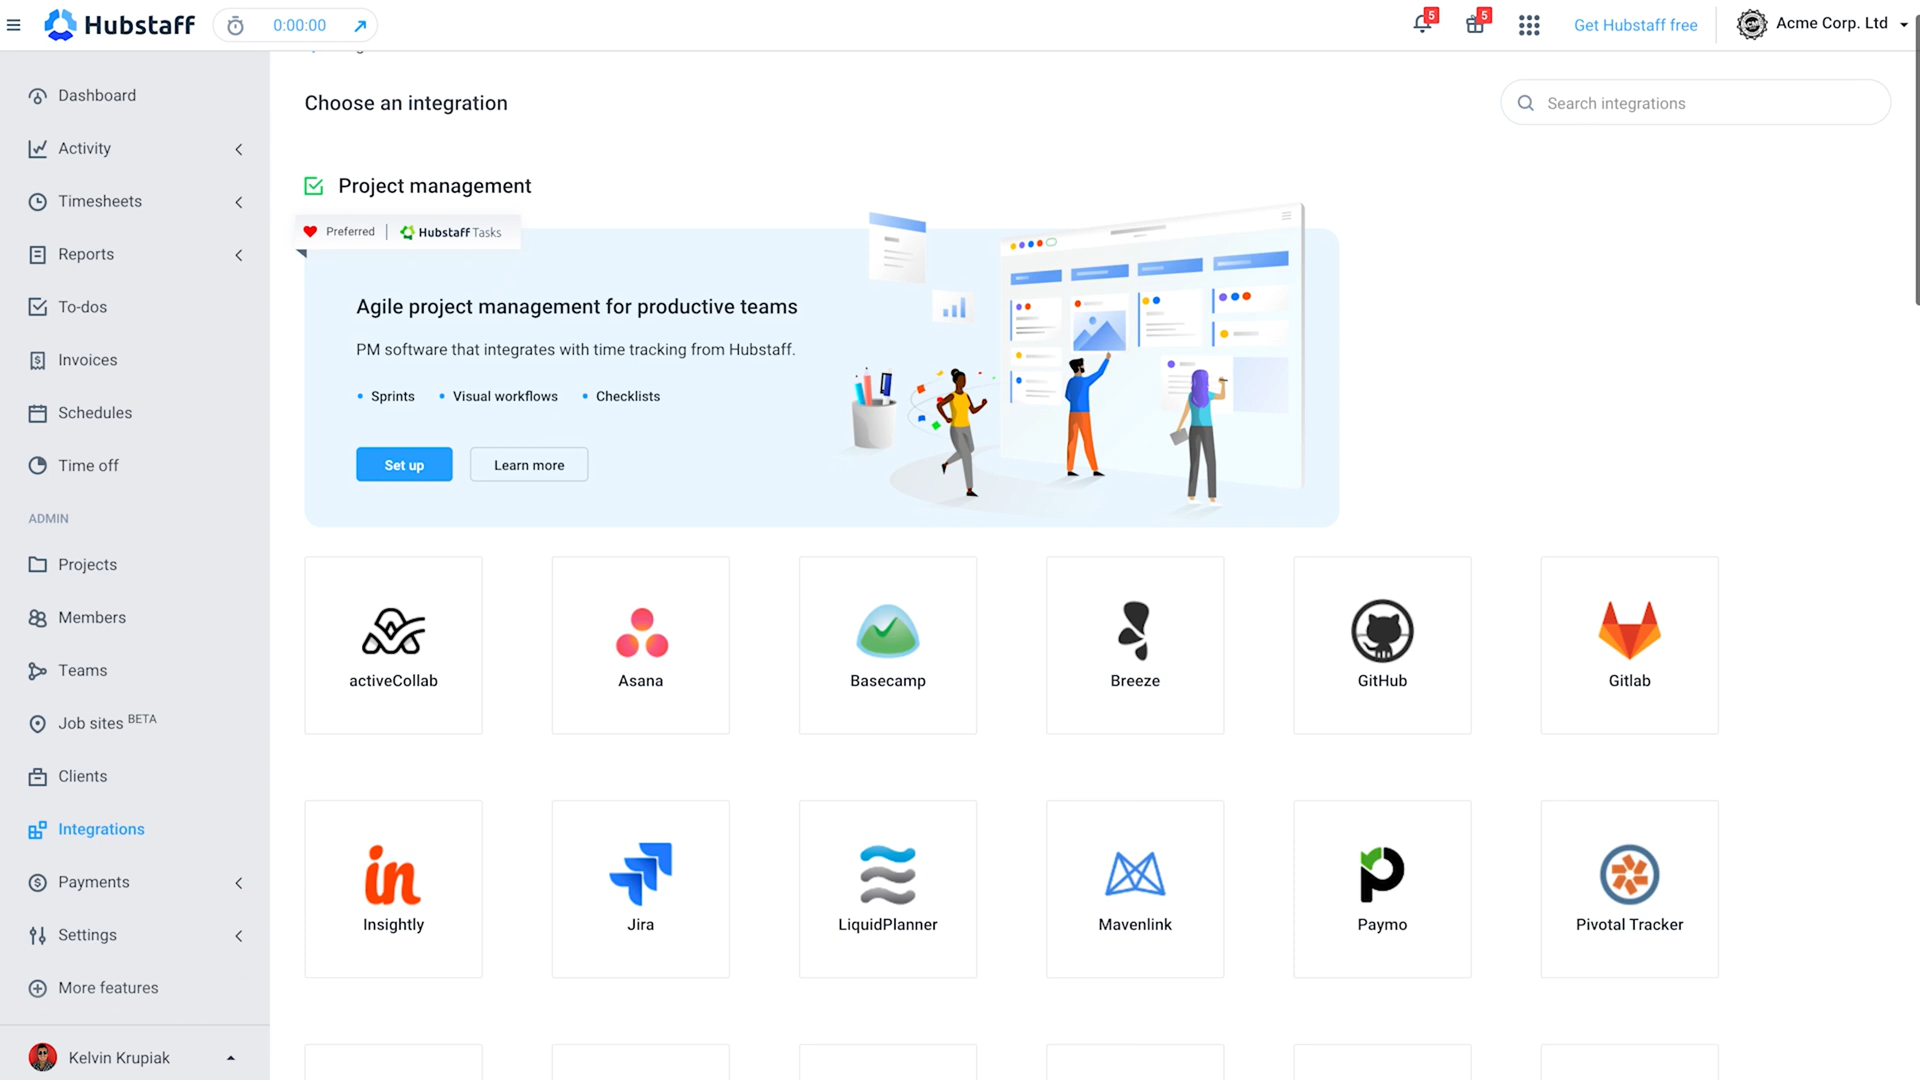 Hubstaff
0:00:00
5
5
Get Hubstaff free
Acme Corp. Ltd
Dashboard
Activity
Timesheets
Reports
To-dos
Invoices
Schedules
Time off
ADMIN
Projects
Members
Teams
Job sites BETA
Clients
Integrations
Payments
Settings
More features
Kelvin Krupiak
Choose an integration
Search integrations
Project management
Preferred
Hubstaff Tasks
Agile project management for productive teams
PM software that integrates with time tracking from Hubstaff.
• Sprints • Visual workflows • Checklists
Set up
Learn more
activeCollab
Asana
Basecamp
Breeze
GitHub
Gitlab
in
Insightly
Jira
LiquidPlanner
Mavenlink
Paymo
Pivotal Tracker